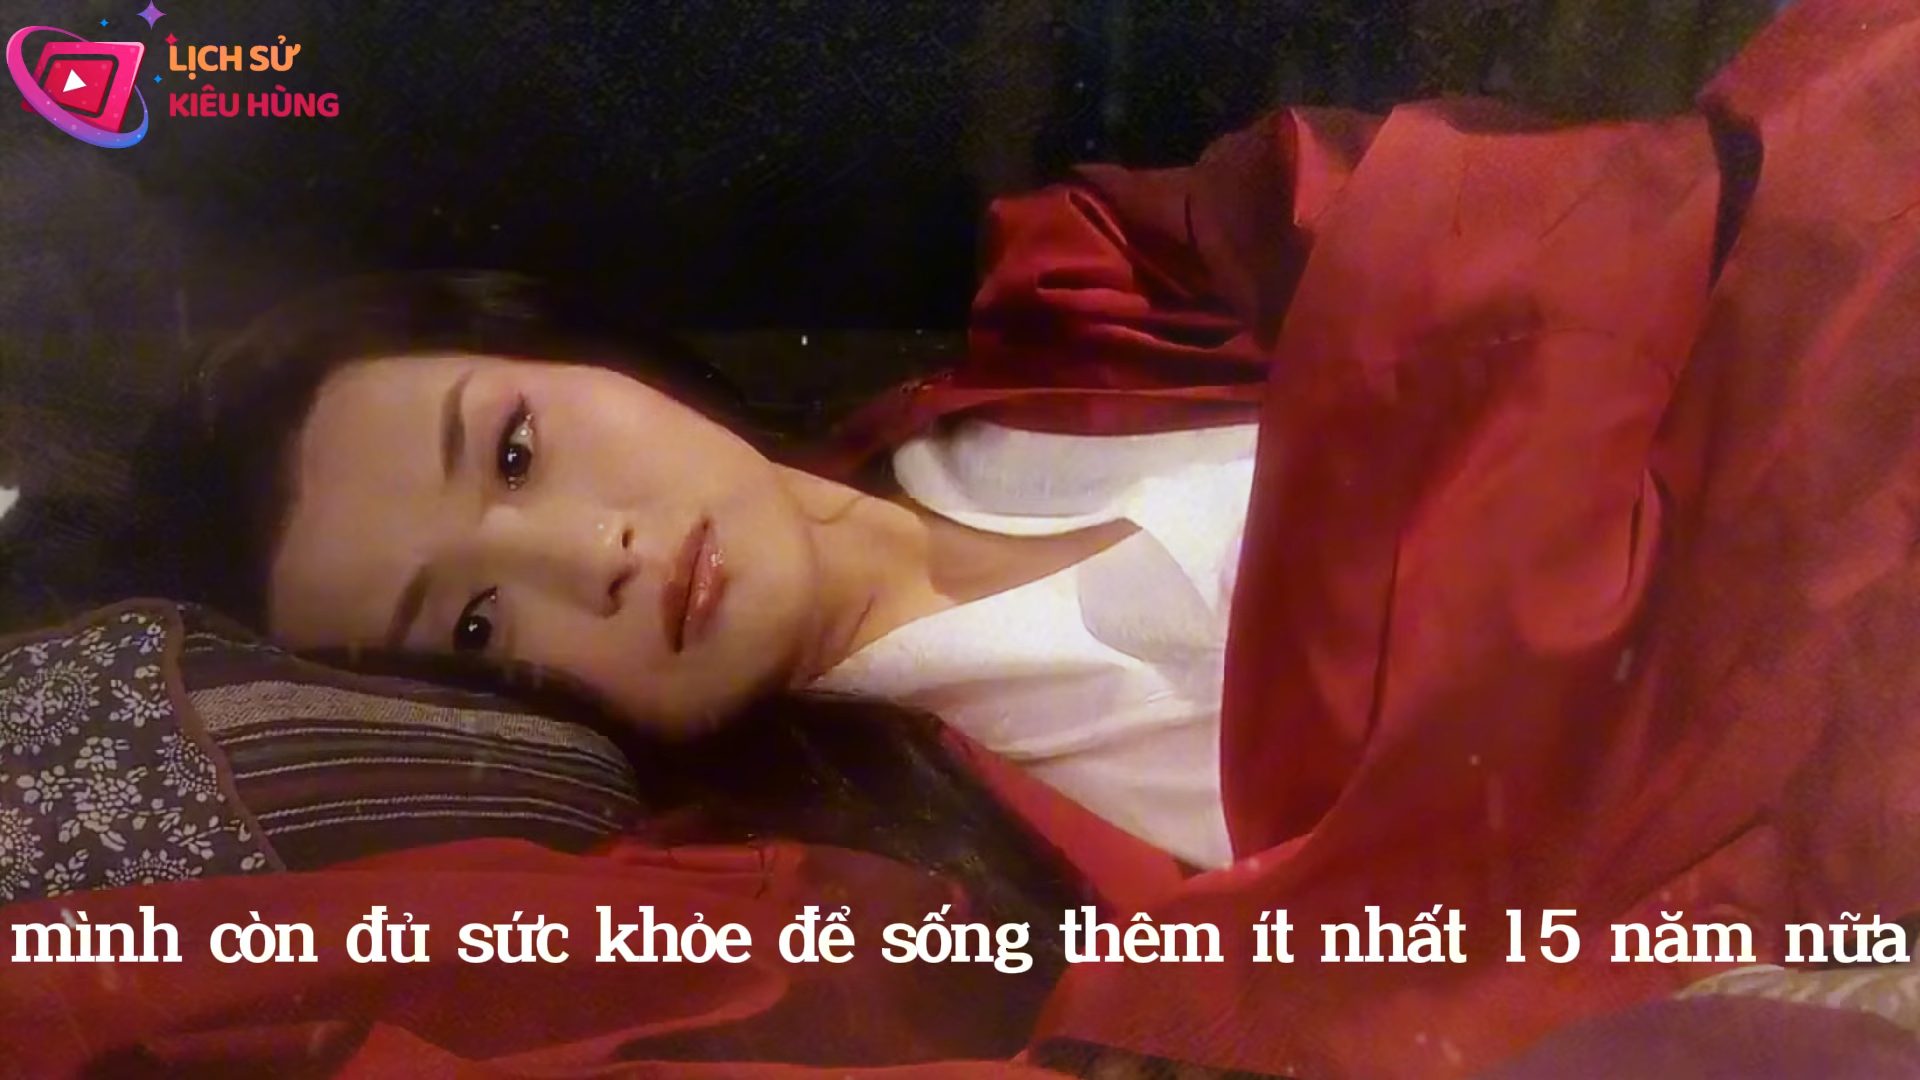 LỊCH SỬ
KIÊU HÙNG
mình còn đủ sức khỏe để sống thêm ít nhất 15 năm nữa